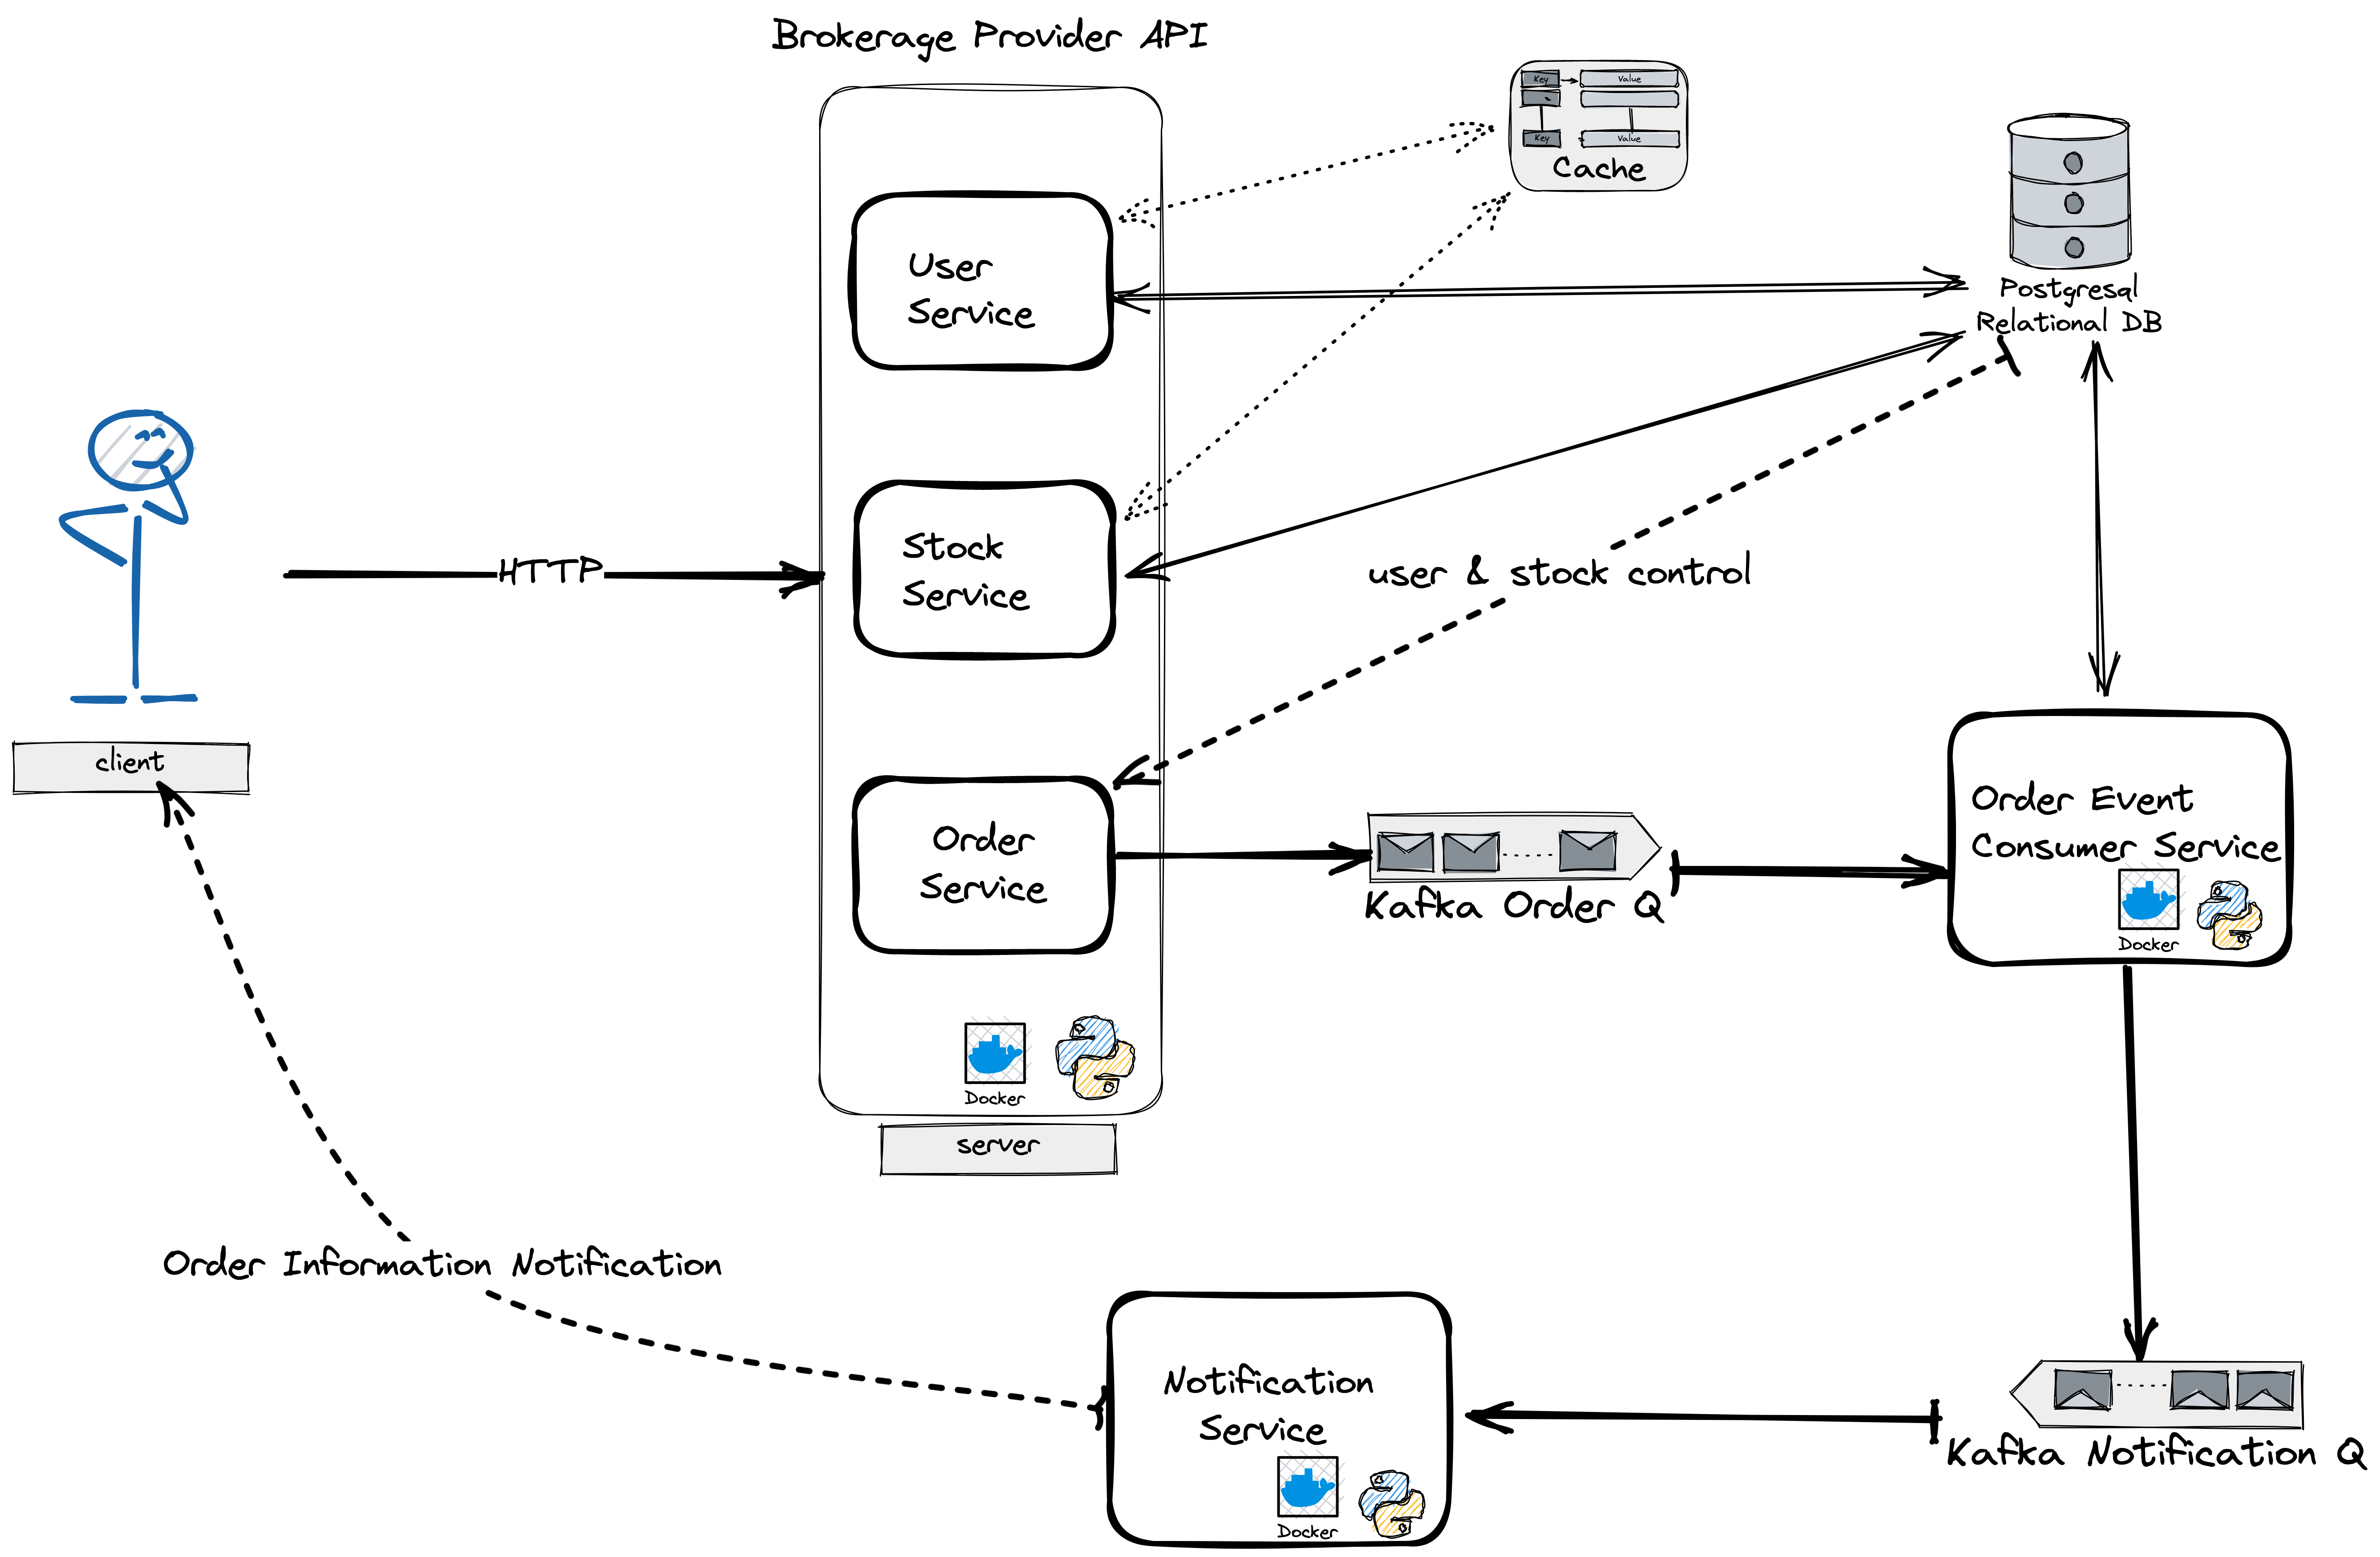 Brokerage Provider API
Key
Value
Key
Value
Cache
User
Service
Postgresql
Relational DB
Stock
Service
HTTP
user & stock control
client
Order
Service
Kafka Order Q
Order Event
Consumer Service
Docker
Docker
server
Order Information Notification
Notification
Service
Docker
Kafka Notification Q